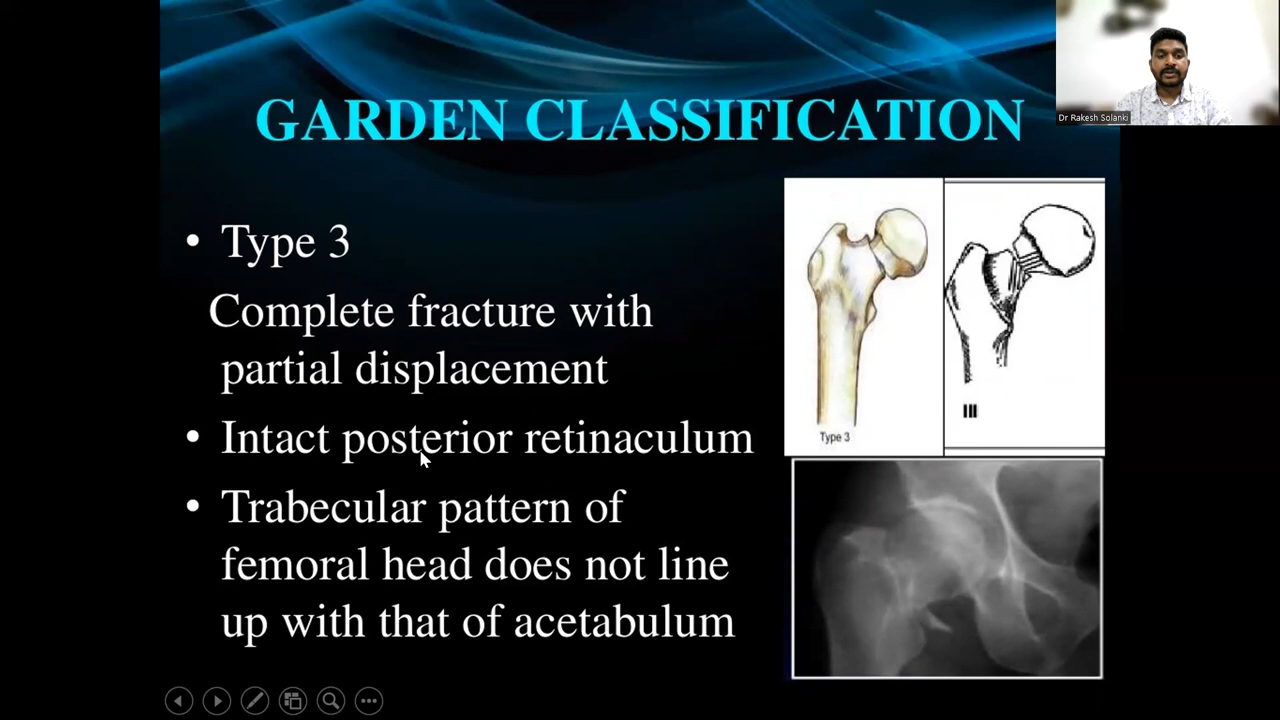 GARDEN CLASSIFICATION
• Type 3
Complete fracture with
partial displacement
• Intact posterior retinaculum
• Trabecular pattern of
femoral head does not line
up with that of acetabulum
Type 3
III
Dr Rakesh Solanki